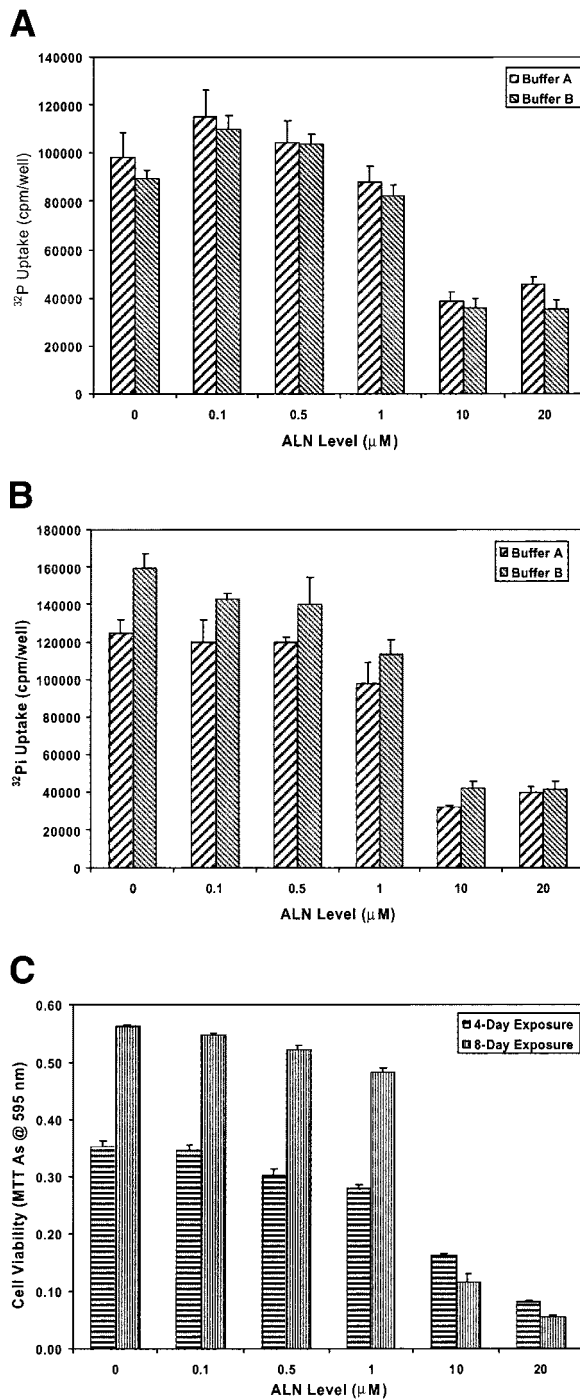 A
140000
120000
100000
80000
60000
40000
20000
0
³²P Uptake (cpm/well)
Buffer A
Buffer B
0 0.1 0.5 1 10 20
ALN Level (μM)
B
180000
160000
140000
120000
100000
80000
60000
40000
20000
0
³²Pi Uptake (cpm/well)
Buffer A
Buffer B
0 0.1 0.5 1 10 20
ALN Level (μM)
C
0.60
0.50
0.40
0.30
0.20
0.10
0.00
Cell Viability (MTT As @ 595 nm)
4-Day Exposure
8-Day Exposure
0 0.1 0.5 1 10 20
ALN Level (μM)